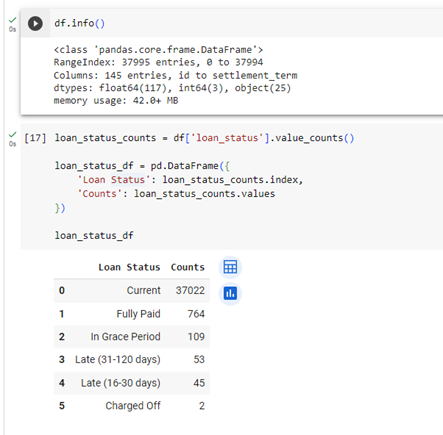 0s
df.info()
<class 'pandas.core.frame.DataFrame'>
RangeIndex: 37995 entries, 0 to 37994
Columns: 145 entries, id to settlement_term
dtypes: float64(117), int64(3), object(25)
memory usage: 42.0+ MB
0s
[17] loan_status_counts = df['loan_status'].value_counts()
loan_status_df = pd.DataFrame({
'Loan Status': loan_status_counts.index,
'Counts': loan_status_counts.values
})
loan_status_df
Loan Status Counts
0 Current 37022
1 Fully Paid 764
2 In Grace Period 109
3 Late (31-120 days) 53
4 Late (16-30 days) 45
5 Charged Off 2